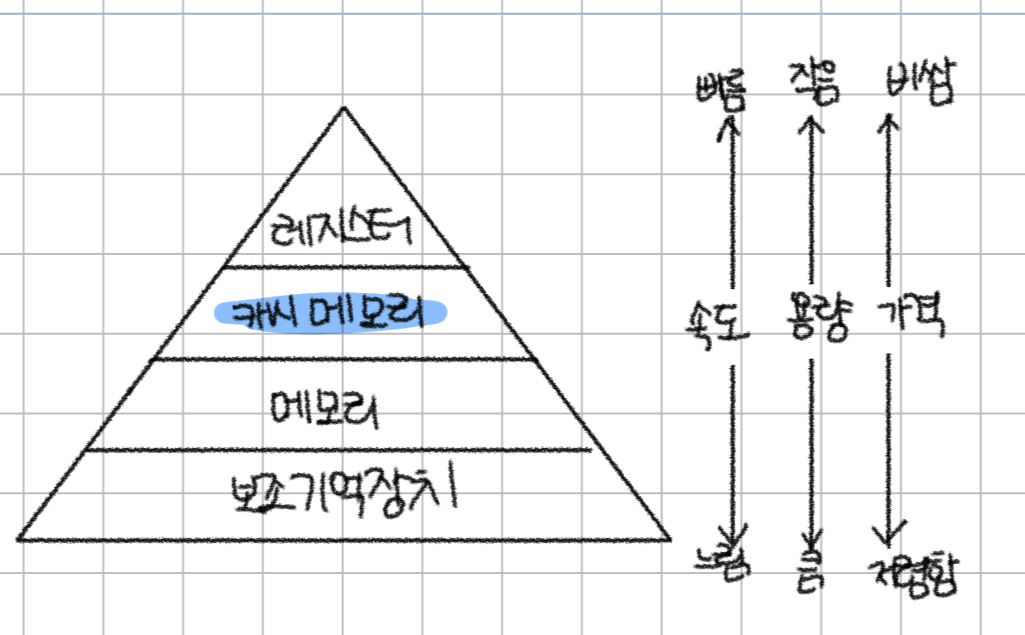 빠름 작음 비쌈
레지스터
캐시 메모리
속도 용량 가격
메모리
보조기억장치
느림 큼 저렴함